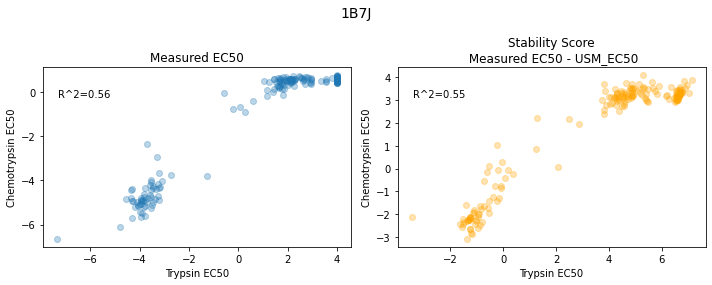 1B7J
Measured EC50
R^2=0.56
Chemotrypsin EC50
0
−2
−4
−6
−6
−4
−2
0
2
4
Trypsin EC50
Stability Score
Measured EC50 - USM_EC50
R^2=0.55
Chemotrypsin EC50
4
3
2
1
0
−1
−2
−3
−2
0
2
4
6
Trypsin EC50